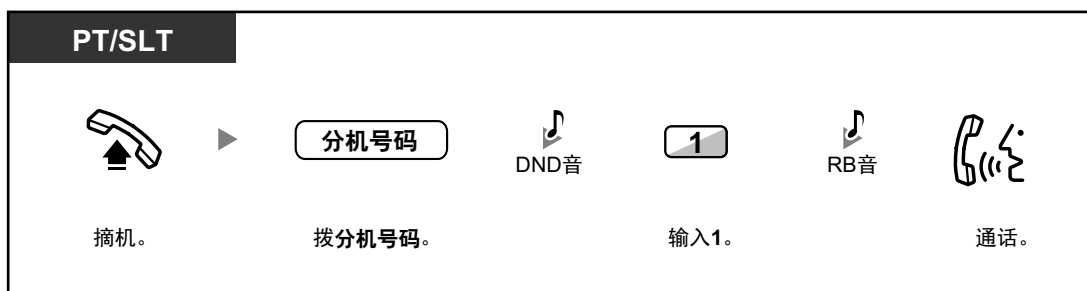 PT/SLT
分机号码
DND音
1
RB音
摘机。
拨分机号码。
输入1。
通话。